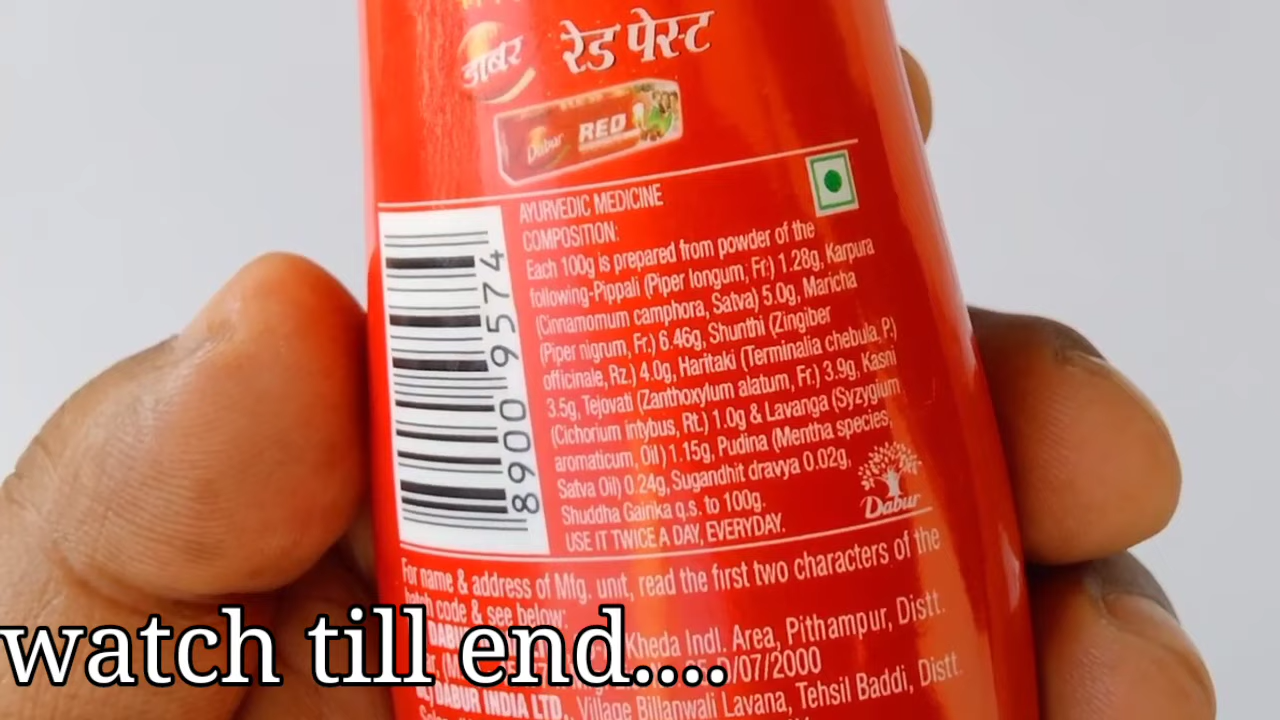 डाबर रेड पेस्ट
Dabur RED
AYURVEDIC MEDICINE
COMPOSITION:
Each 100g is prepared from powder of the
following-Pippali (Piper longum, Fr.) 1.28g, Karpura
(Cinnamomum camphora, Satva) 5.0g, Maricha
(Piper nigrum, Fr.) 6.46g, Shunthi (Zingiber
officinale, Rz.) 4.0g, Haritaki (Terminalia chebula, P.)
3.5g, Tejovati (Zanthoxylum alatum, Fr.) 3.9g, Kasni
(Cichorium intybus, Rt.) 1.0g & Lavanga (Syzygium
aromaticum, Oil) 1.15g, Pudina (Mentha species,
Satva Oil) 0.24g, Sugandhit dravya 0.02g,
Shuddha Gairika q.s. to 100g.
USE IT TWICE A DAY, EVERYDAY.
Dabur
8900 9574
For name & address of Mfg. unit, read the first two characters of the
batch code & see below:
Kheda Indl. Area, Pithampur, Distt.
/07/2000
DABUR INDIA LTD., Village Billanwali Lavana, Tehsil Baddi, Distt.
watch till end....